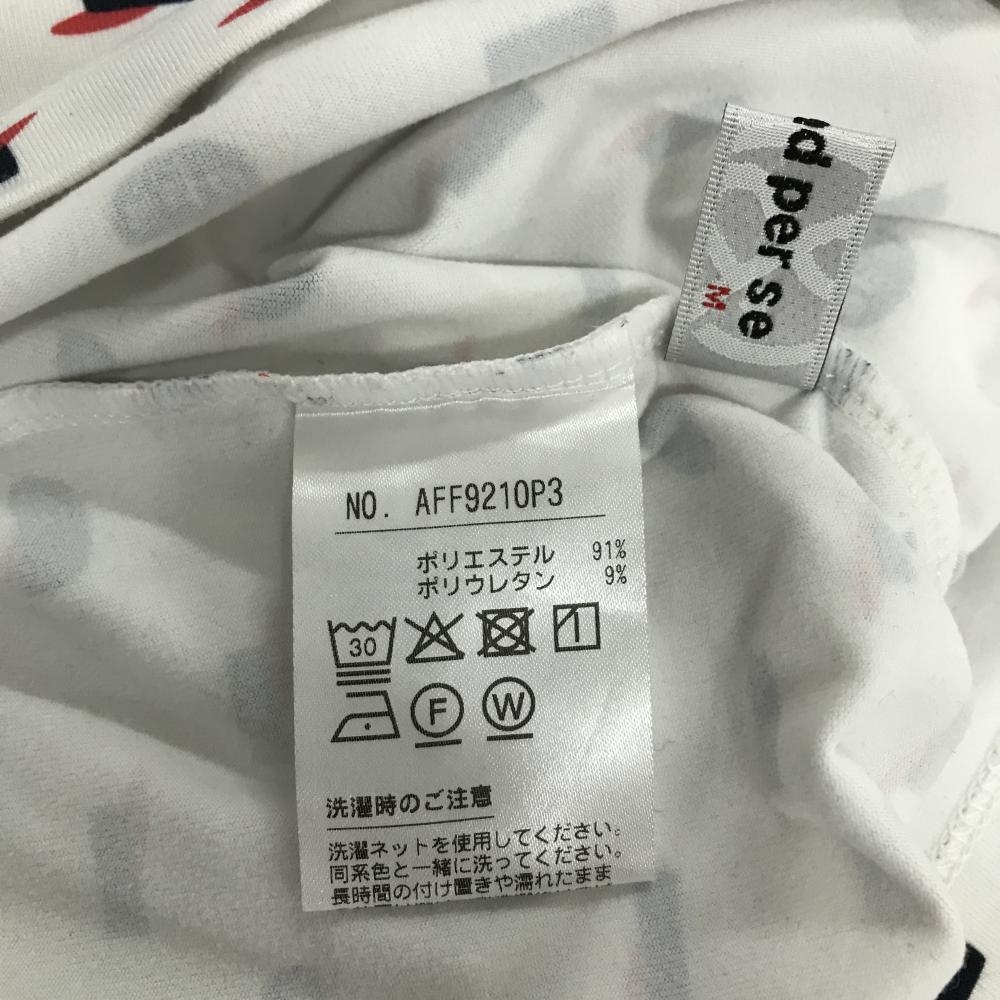 nd per se
M
NO. AFF9210P3
ポリエステル 91%
ポリウレタン 9%
30
F W
洗濯時のご注意
洗濯ネットを使用してください。
同系色と一緒に洗ってください。
長時間の付け置きや濡れたまま